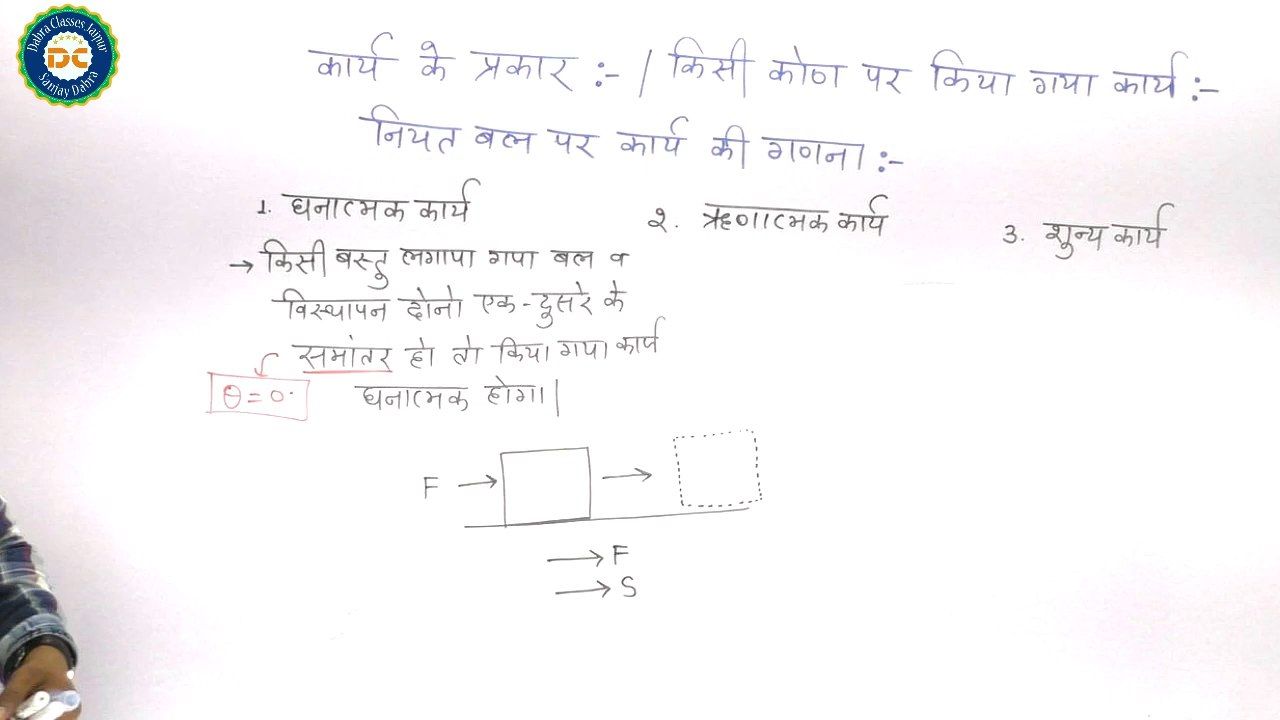 Dabra Classes Jaipur
DC
Sanjay Dabra
कार्य के प्रकार :- / किसी कोण पर किया गया कार्य :-
नियत बल पर कार्य की गणना :-
1. धनात्मक कार्य
→ किसी बस्तु लगाया गया बल व
विस्थापन दोनो एक-दुसरे के
समांतर हो तो किया गया कार्य
धनात्मक होगा|
θ = 0°
2. ऋणात्मक कार्य
3. शुन्य कार्य
F →
→ F
→ S